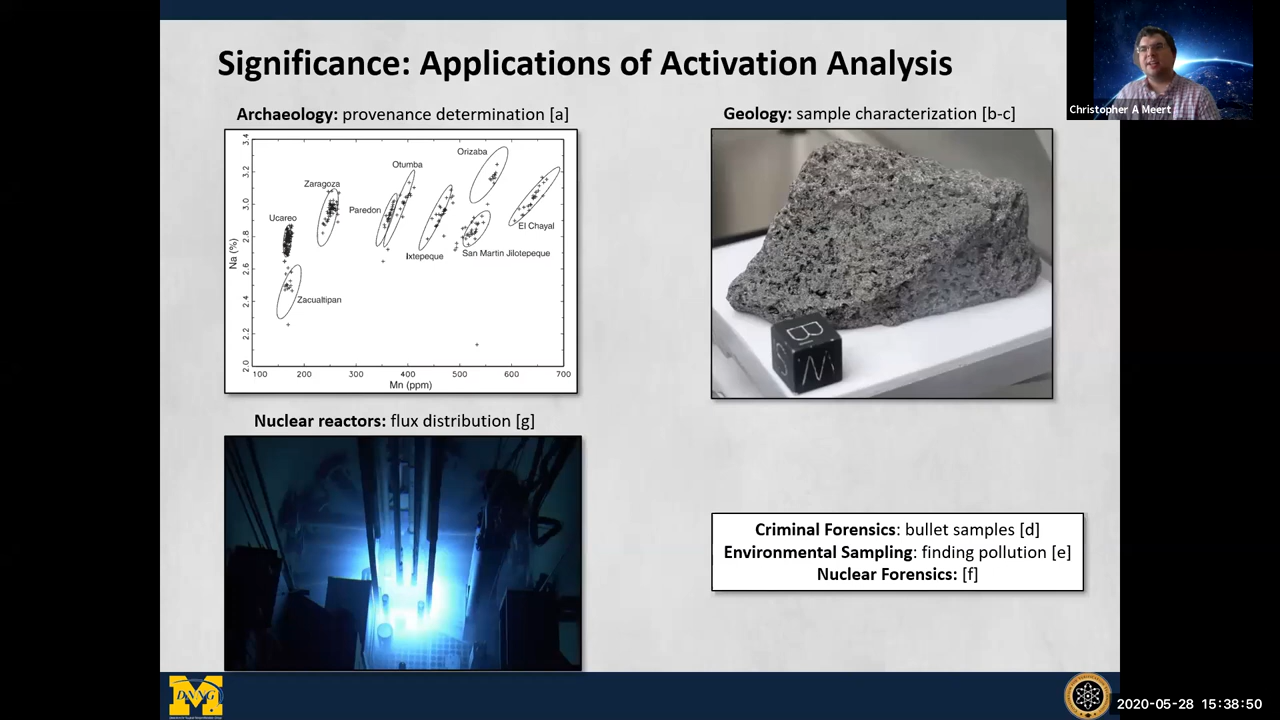 Significance: Applications of Activation Analysis
Christopher A Meert
Archaeology: provenance determination [a]
Geology: sample characterization [b-c]
3.4
3.2
3.0
2.8
2.6
2.4
2.2
2.0
Na (%)
Orizaba
Otumba
Zaragoza
Paredon
Ucareo
El Chayal
Ixtepeque
San Martin Jilotepeque
Zacualtipan
100 200 300 400 500 600 700
Mn (ppm)
B
S M
Nuclear reactors: flux distribution [g]
Criminal Forensics: bullet samples [d]
Environmental Sampling: finding pollution [e]
Nuclear Forensics: [f]
M
DNNG
2020-05-28 15:38:50